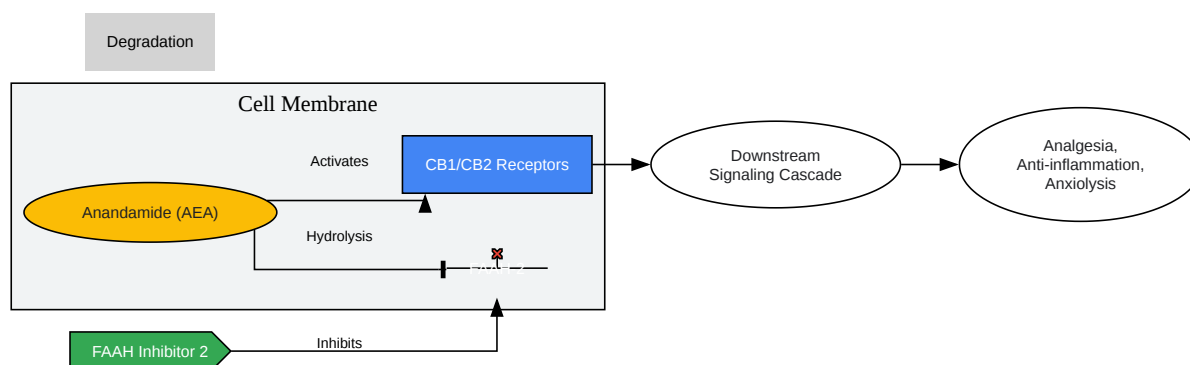 Degradation
Cell Membrane
Activates
CB1/CB2 Receptors
Downstream
Signaling Cascade
Analgesia,
Anti-inflammation,
Anxiolysis
Anandamide (AEA)
Hydrolysis
Inhibits
FAAH Inhibitor 2